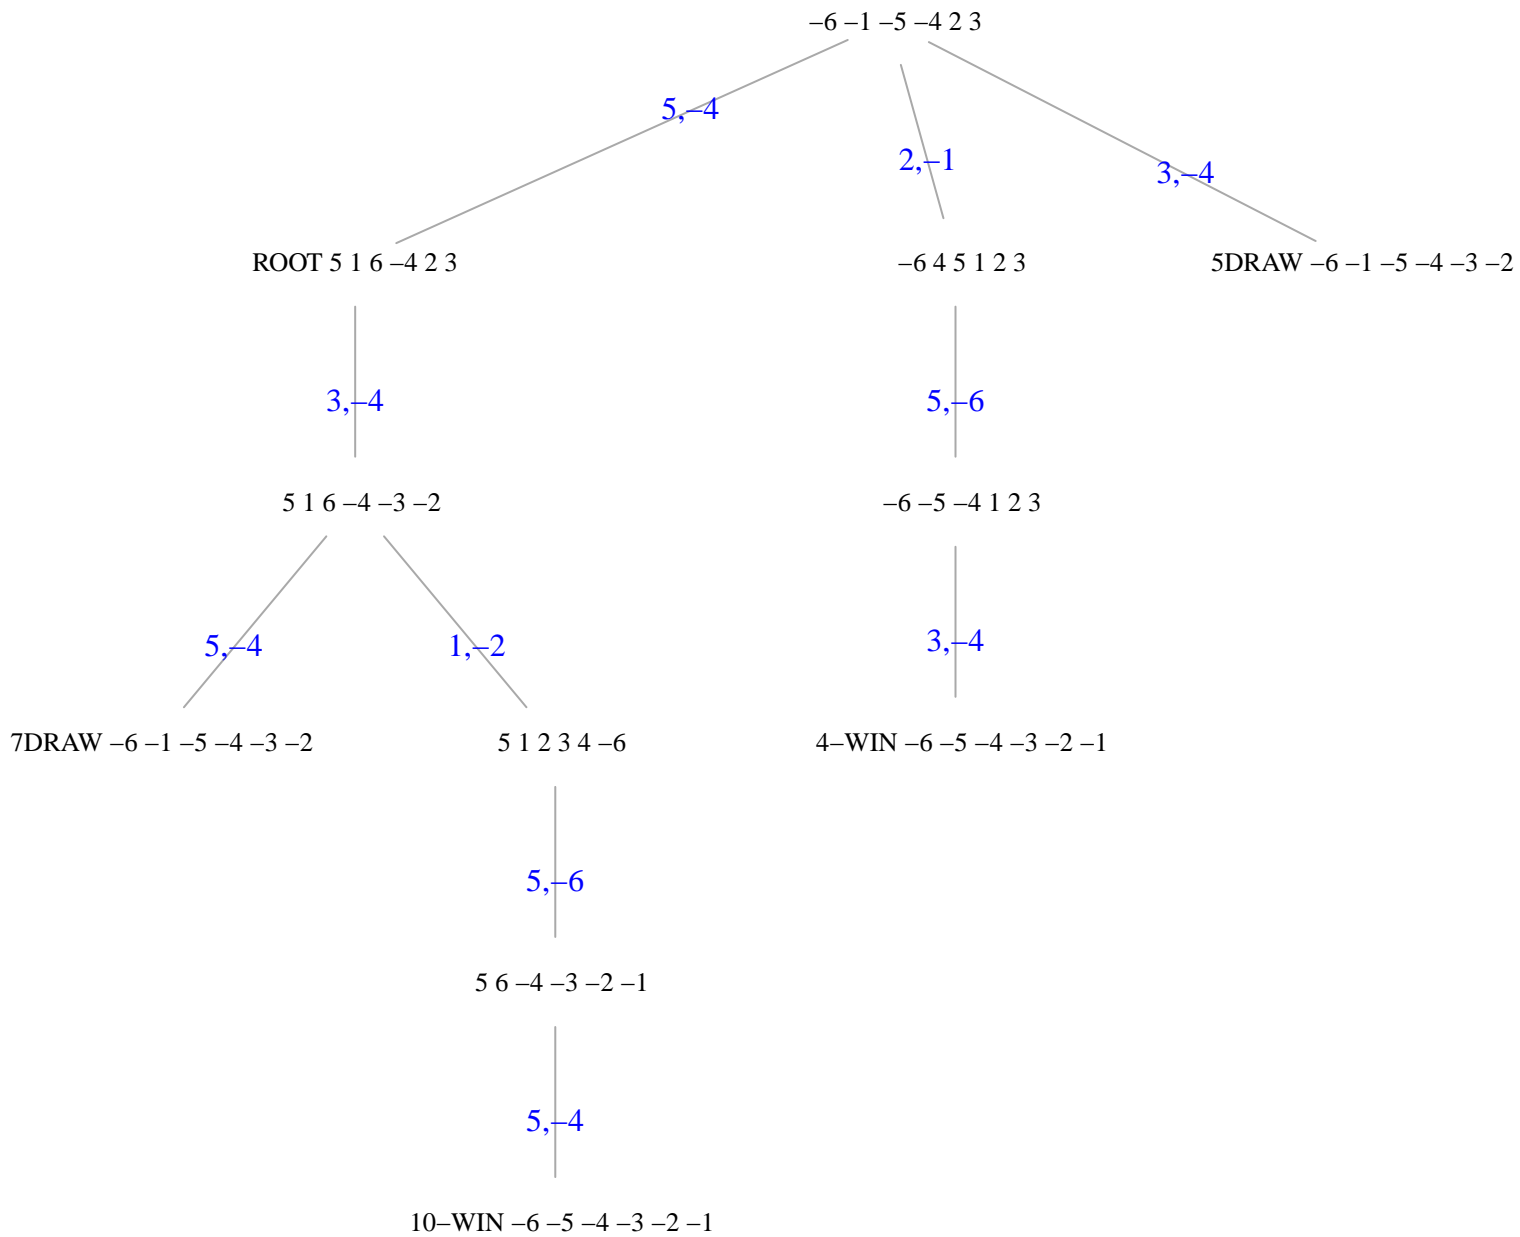 –6 –1 –5 –4 2 3
5,–4
2,–1
3,–4
ROOT 5 1 6 –4 2 3
–6 4 5 1 2 3
5DRAW –6 –1 –5 –4 –3 –2
3,–4
5,–6
5 1 6 –4 –3 –2
–6 –5 –4 1 2 3
5,–4
1,–2
3,–4
7DRAW –6 –1 –5 –4 –3 –2
5 1 2 3 4 –6
4–WIN –6 –5 –4 –3 –2 –1
5,–6
5 6 –4 –3 –2 –1
5,–4
10–WIN –6 –5 –4 –3 –2 –1